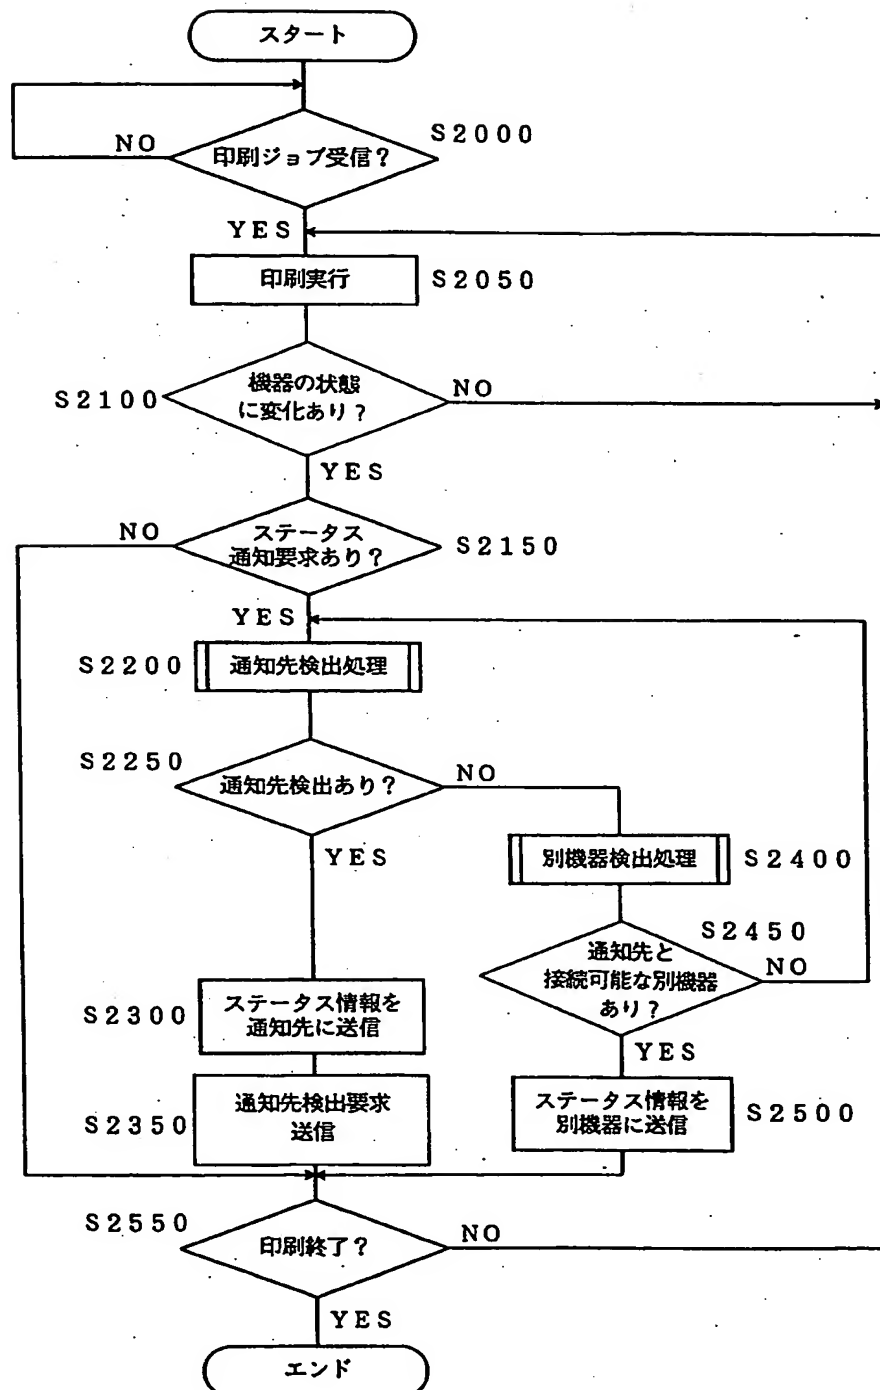 スタート
S2000
NO
印刷ジョブ受信?
YES
印刷実行
S2050
機器の状態
に変化あり?
NO
S2100
YES
NO
ステータス
通知要求あり?
S2150
YES
S2200
通知先検出処理
S2250
通知先検出あり?
NO
YES
別機器検出処理
S2400
S2450
通知先と
接続可能な別機器
あり?
NO
S2300
ステータス情報を
通知先に送信
YES
S2350
通知先検出要求
送信
ステータス情報を
別機器に送信
S2500
S2550
印刷終了?
NO
YES
エンド